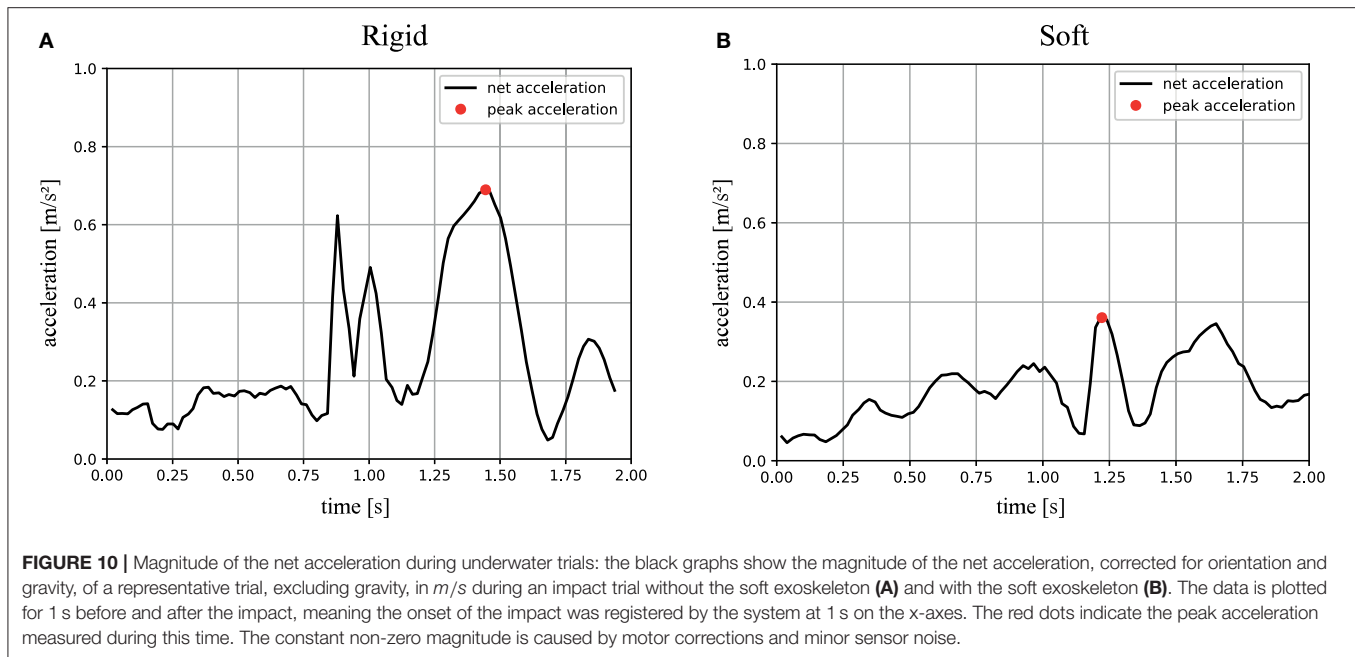 A
Rigid
1.0
0.8
0.6
0.4
0.2
0.0
0.00 0.25 0.50 0.75 1.00 1.25 1.50 1.75 2.00
acceleration [m/s²]
time [s]
net acceleration
peak acceleration
B
Soft
1.0
0.8
0.6
0.4
0.2
0.0
0.00 0.25 0.50 0.75 1.00 1.25 1.50 1.75 2.00
acceleration [m/s²]
time [s]
net acceleration
peak acceleration
FIGURE 10 | Magnitude of the net acceleration during underwater trials: the black graphs show the magnitude of the net acceleration, corrected for orientation and
gravity, of a representative trial, excluding gravity, in m/s during an impact trial without the soft exoskeleton (A) and with the soft exoskeleton (B). The data is plotted
for 1 s before and after the impact, meaning the onset of the impact was registered by the system at 1 s on the x-axes. The red dots indicate the peak acceleration
measured during this time. The constant non-zero magnitude is caused by motor corrections and minor sensor noise.